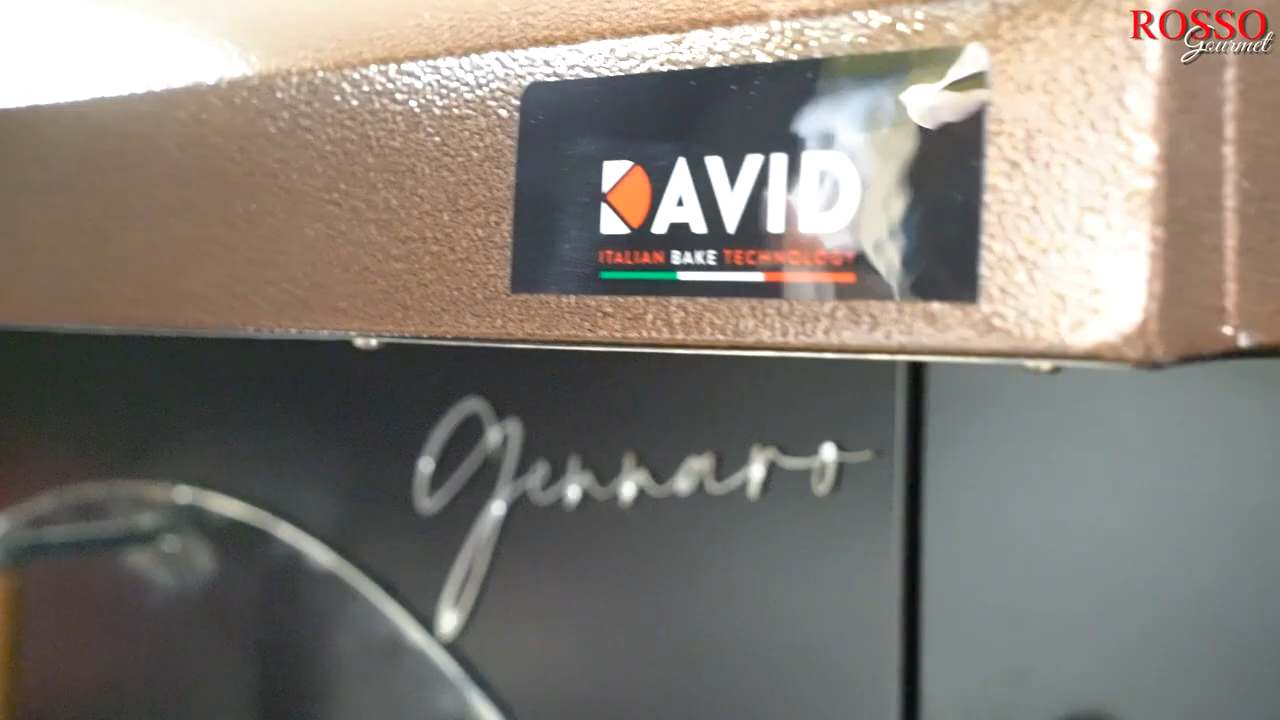 ROSSO
Gourmet
DAVID
ITALIAN BAKE TECHNOLOGY
Gennaro